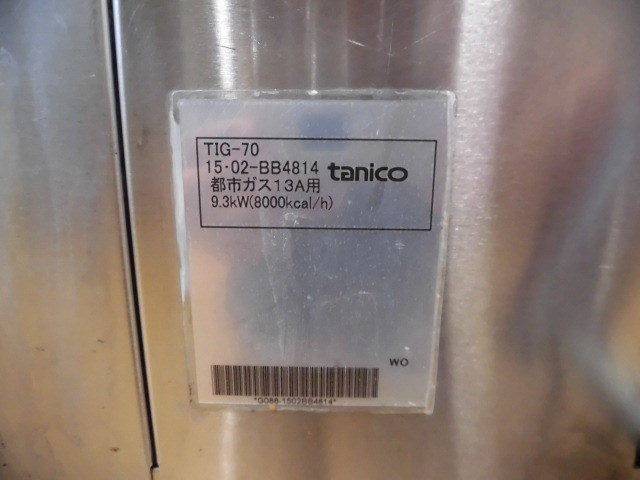 TIG-70
15・02-BB4814 tanico
都市ガス13A用
9.3kW(8000kcal/h)
WO
*G088-1502BB4814*